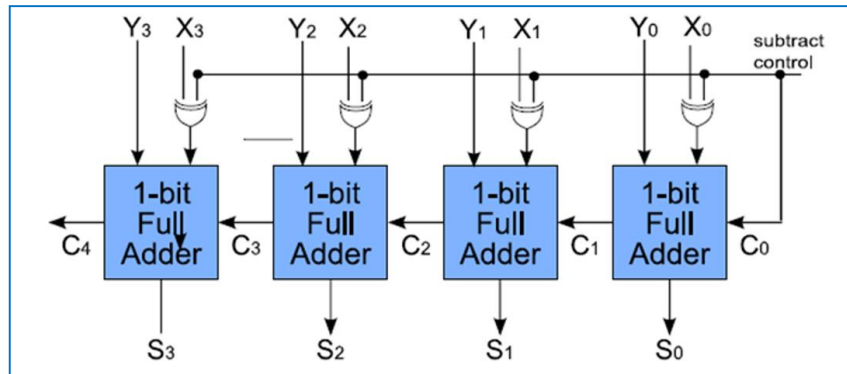 Y3 X3 Y2 X2 Y1 X1 Y0 X0
subtract
control
1-bit 1-bit 1-bit 1-bit
Full Full Full Full
Adder Adder Adder Adder
C4 C3 C2 C1 C0
S3 S2 S1 S0